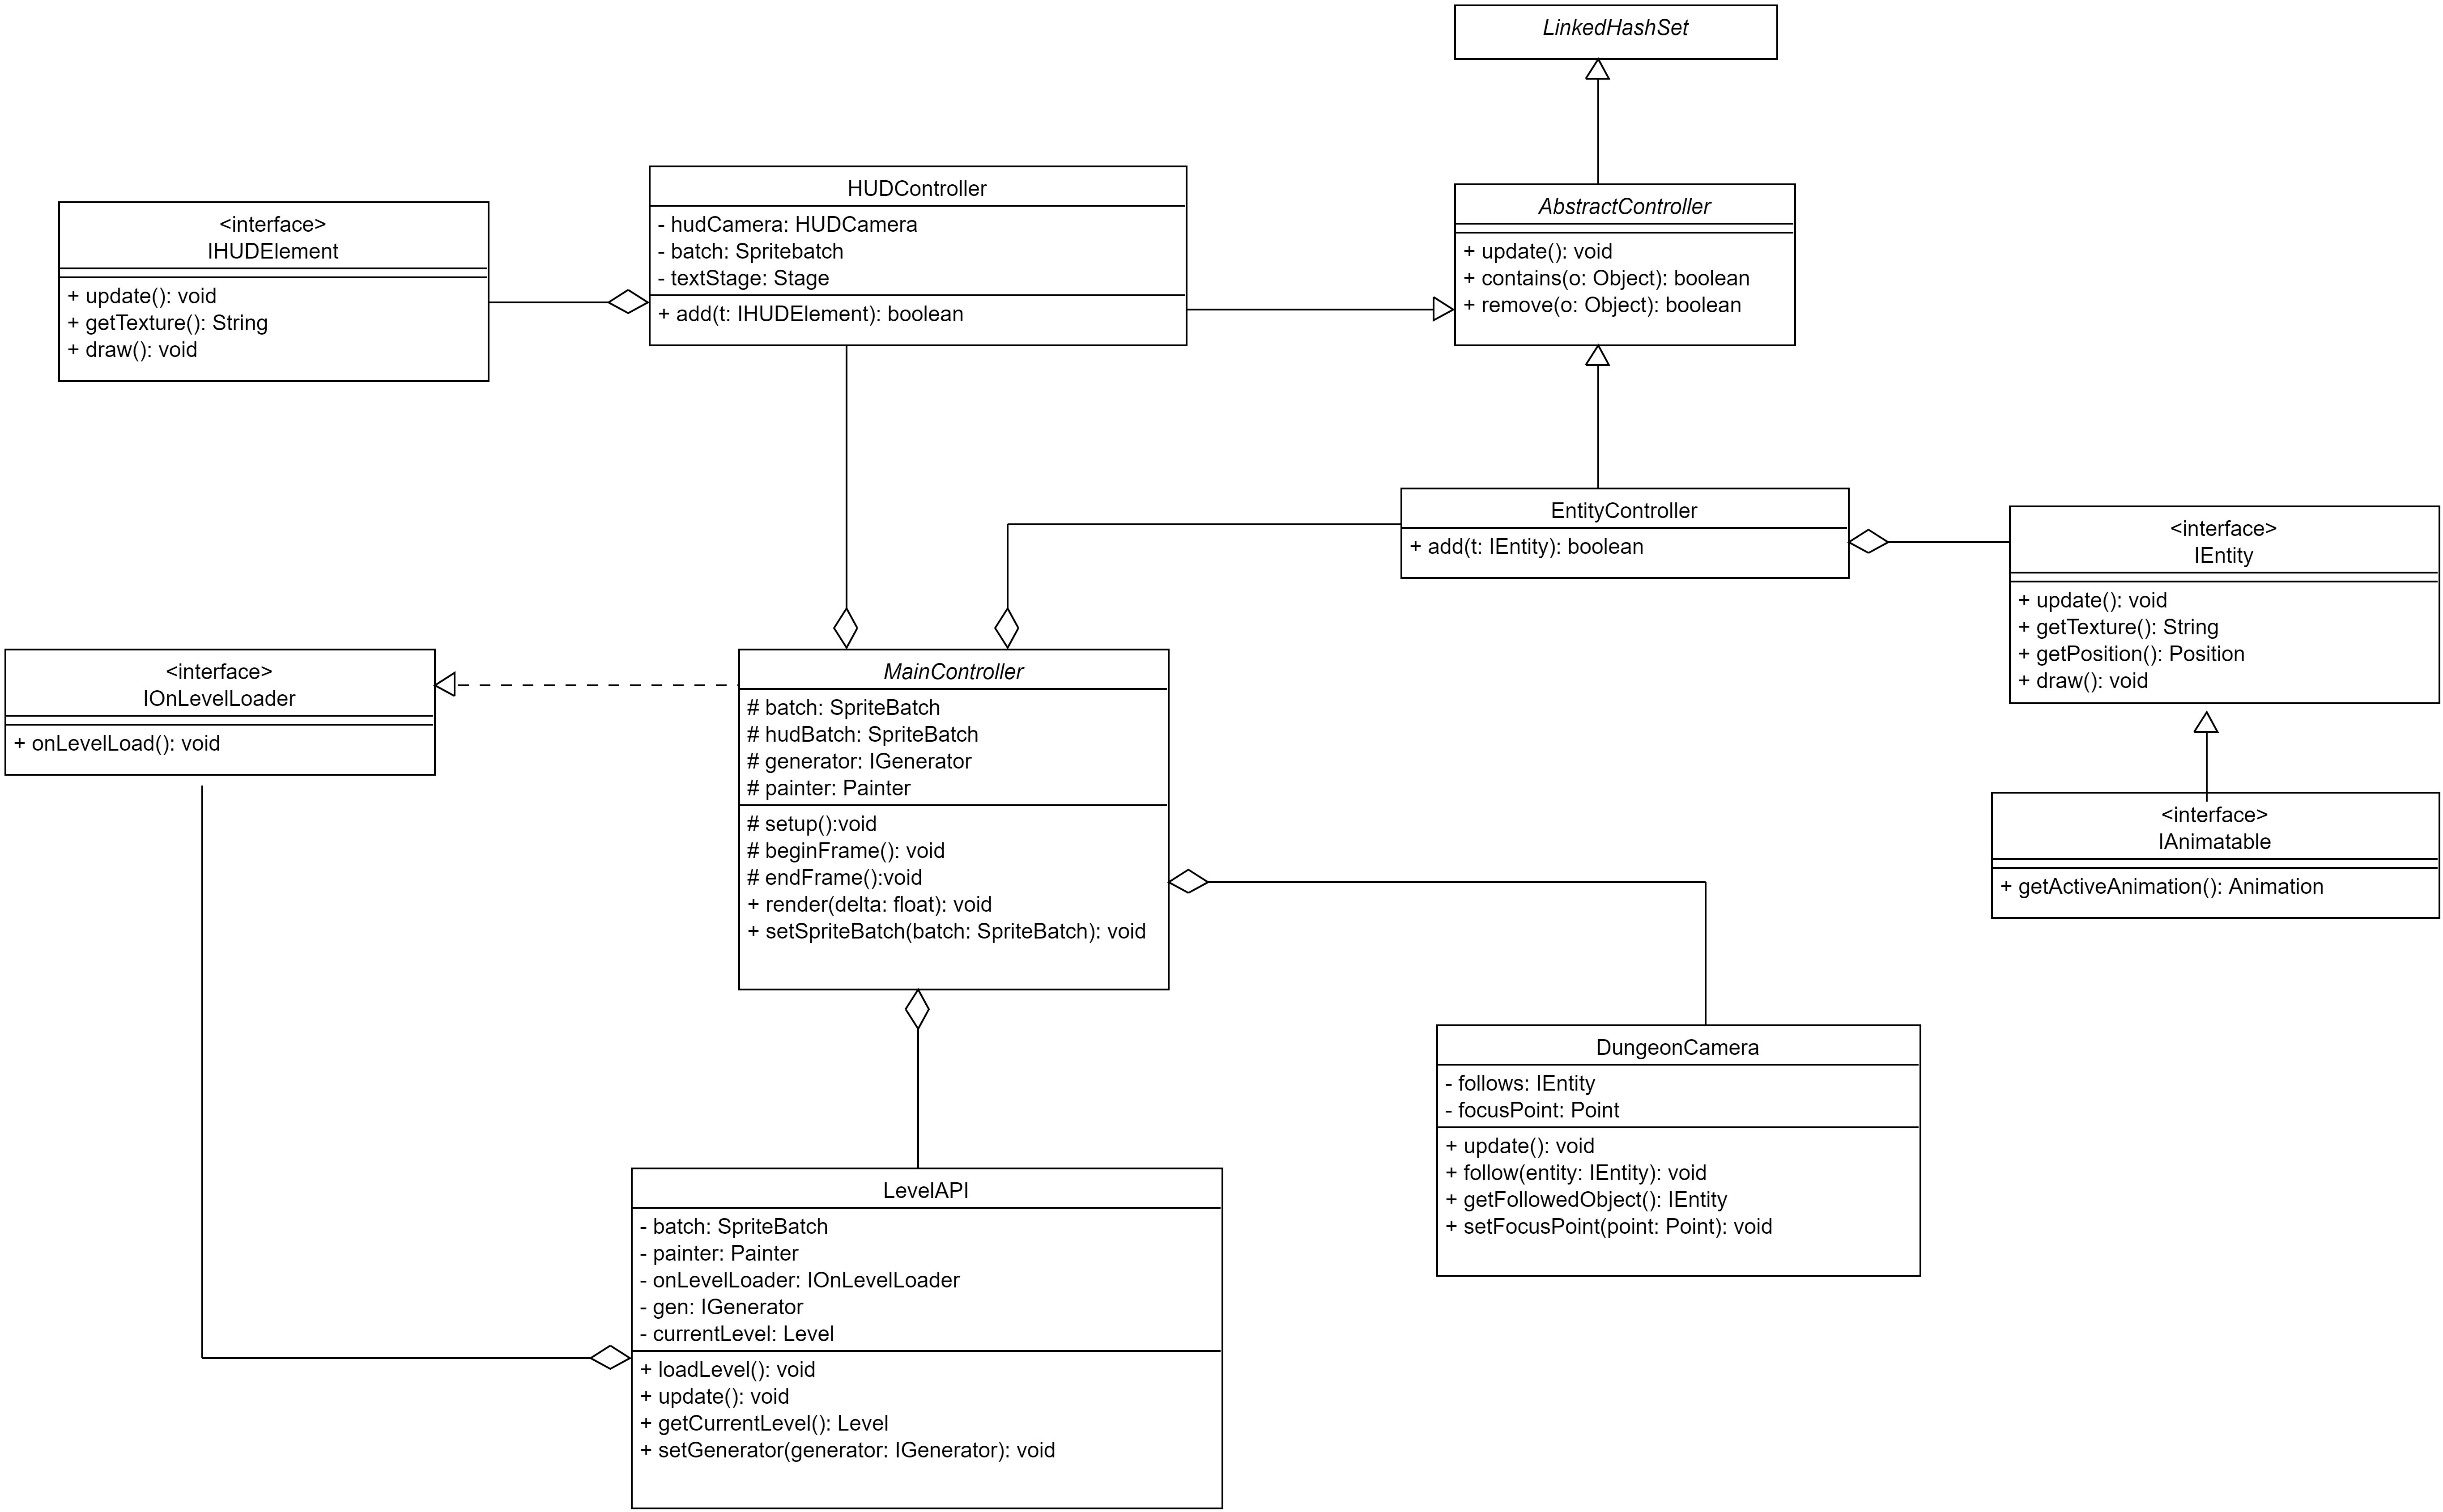 LinkedHashSet
HUDController
- hudCamera: HUDCamera
- batch: Spritebatch
- textStage: Stage
+ add(t: IHUDElement): boolean
AbstractController
+ update(): void
+ contains(o: Object): boolean
+ remove(o: Object): boolean
<interface>
IHUDElement
+ update(): void
+ getTexture(): String
+ draw(): void
EntityController
+ add(t: IEntity): boolean
<interface>
IEntity
+ update(): void
+ getTexture(): String
+ getPosition(): Position
+ draw(): void
<interface>
IOnLevelLoader
+ onLevelLoad(): void
MainController
# batch: SpriteBatch
# hudBatch: SpriteBatch
# generator: IGenerator
# painter: Painter
# setup():void
# beginFrame(): void
# endFrame():void
+ render(delta: float): void
+ setSpriteBatch(batch: SpriteBatch): void
<interface>
IAnimatable
+ getActiveAnimation(): Animation
DungeonCamera
- follows: IEntity
- focusPoint: Point
+ update(): void
+ follow(entity: IEntity): void
+ getFollowedObject(): IEntity
+ setFocusPoint(point: Point): void
LevelAPI
- batch: SpriteBatch
- painter: Painter
- onLevelLoader: IOnLevelLoader
- gen: IGenerator
- currentLevel: Level
+ loadLevel(): void
+ update(): void
+ getCurrentLevel(): Level
+ setGenerator(generator: IGenerator): void